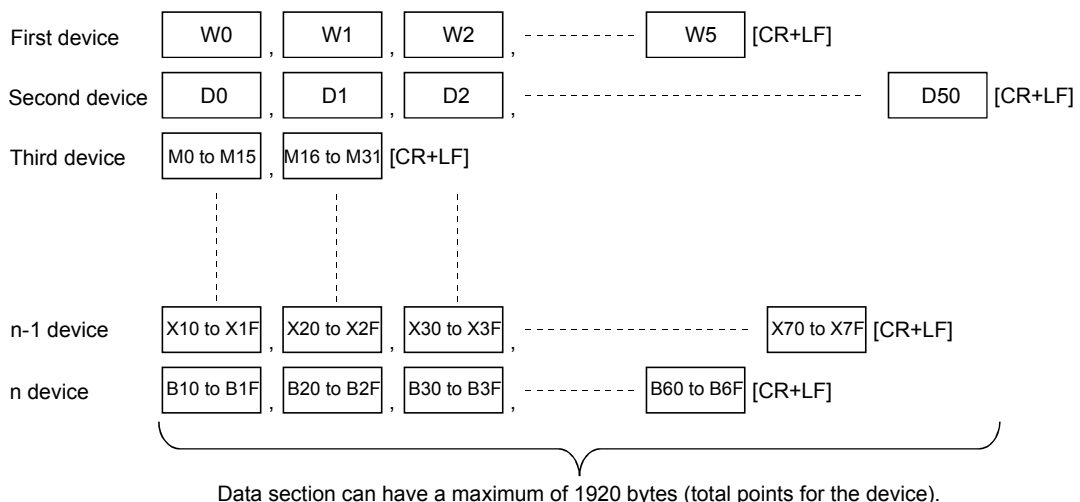 First device W0 , W1 , W2 , W5 [CR+LF]
Second device D0 , D1 , D2 , D50 [CR+LF]
Third device M0 to M15 , M16 to M31 [CR+LF]
n-1 device X10 to X1F , X20 to X2F , X30 to X3F , X70 to X7F [CR+LF]
n device B10 to B1F , B20 to B2F , B30 to B3F , B60 to B6F [CR+LF]
Data section can have a maximum of 1920 bytes (total points for the device).